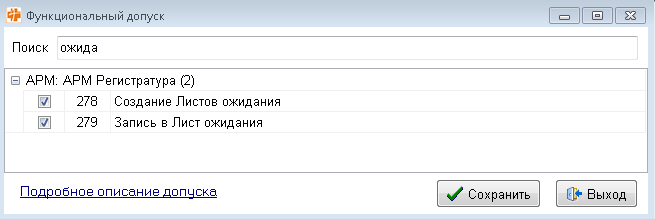 Функциональный допуск
Поиск ожида
АРМ: АРМ Регистратура (2)
278 Создание Листов ожидания
279 Запись в Лист ожидания
Подробное описание допуска
Сохранить Выход